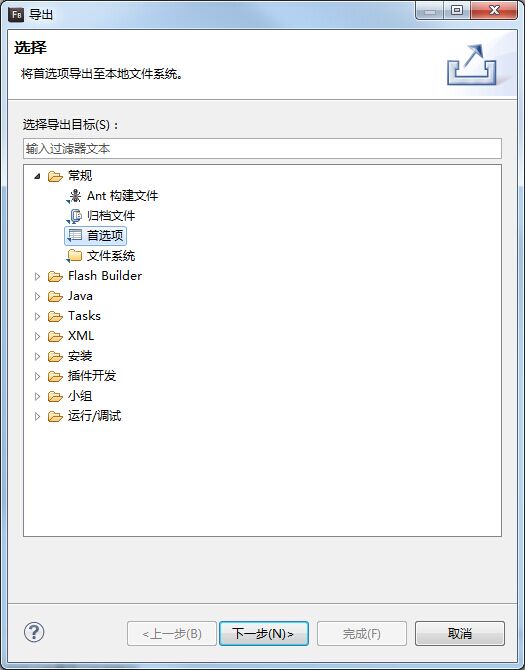 FB 导出
选择
将首选项导出至本地文件系统。
选择导出目标(S)：
输入过滤器文本
常规
Ant 构建文件
归档文件
首选项
文件系统
Flash Builder
Java
Tasks
XML
安装
插件开发
小组
运行/调试
? <上一步(B) 下一步(N)> 完成(F) 取消